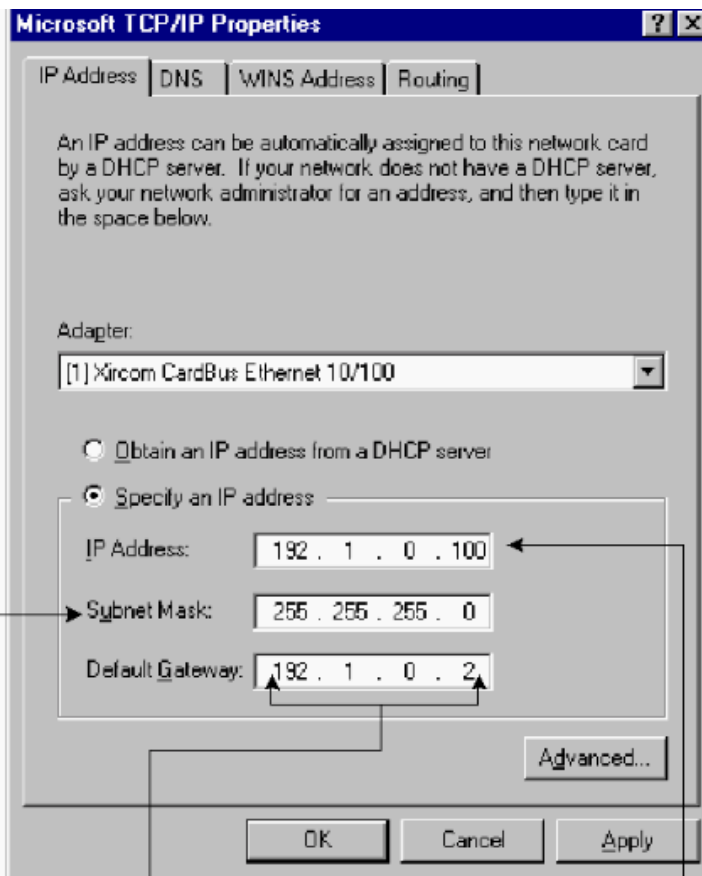 Microsoft TCP/IP Properties
? X
IP Address DNS WINS Address Routing
An IP address can be automatically assigned to this network card
by a DHCP server. If your network does not have a DHCP server,
ask your network administrator for an address, and then type it in
the space below.
Adapter:
[1] Xircom CardBus Ethernet 10/100
Obtain an IP address from a DHCP server
Specify an IP address
IP Address: 192 . 1 . 0 . 100
Subnet Mask: 255 . 255 . 255 . 0
Default Gateway: 192 . 1 . 0 . 2
Advanced...
OK Cancel Apply